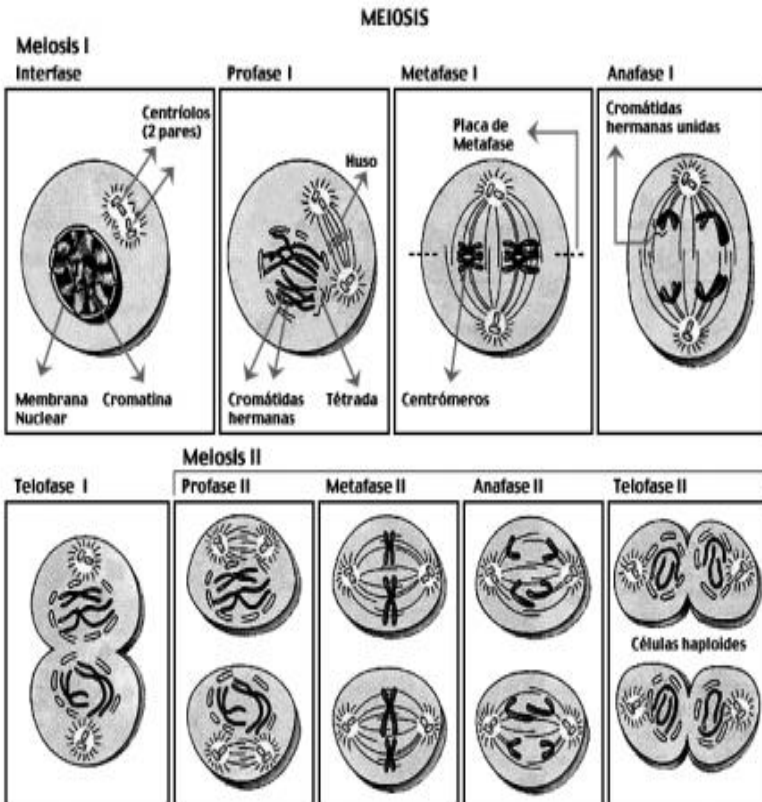 MEIOSIS
Meiosis I
Interfase
Profase I
Metafase I
Anafase I
Centríolos
(2 pares)
Huso
Placa de
Metafase
Cromátidas
hermanas unidas
Membrana
Nuclear
Cromatina
Cromátidas
hermanas
Tétrada
Centrómeros
Meiosis II
Telofase I
Profase II
Metafase II
Anafase II
Telofase II
Células haploides